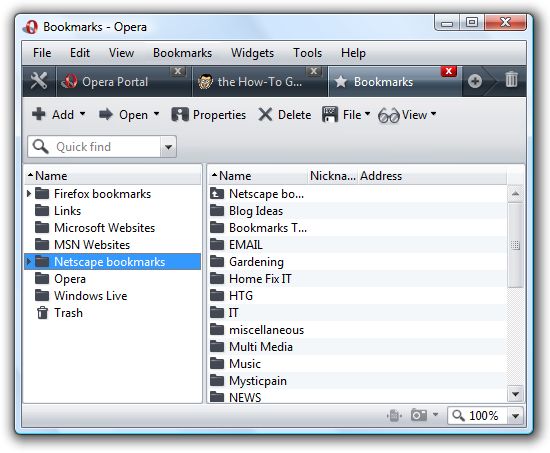 Bookmarks - Opera
File Edit View Bookmarks Widgets Tools Help
Opera Portal the How-To G... Bookmarks
Add Open Properties Delete File View
Quick find
Name
Firefox bookmarks
Links
Microsoft Websites
MSN Websites
Netscape bookmarks
Opera
Windows Live
Trash
Name Nickna... Address
Netscape bo...
Blog Ideas
Bookmarks T...
EMAIL
Gardening
Home Fix IT
HTG
IT
miscellaneous
Multi Media
Music
Mysticpain
NEWS
100%